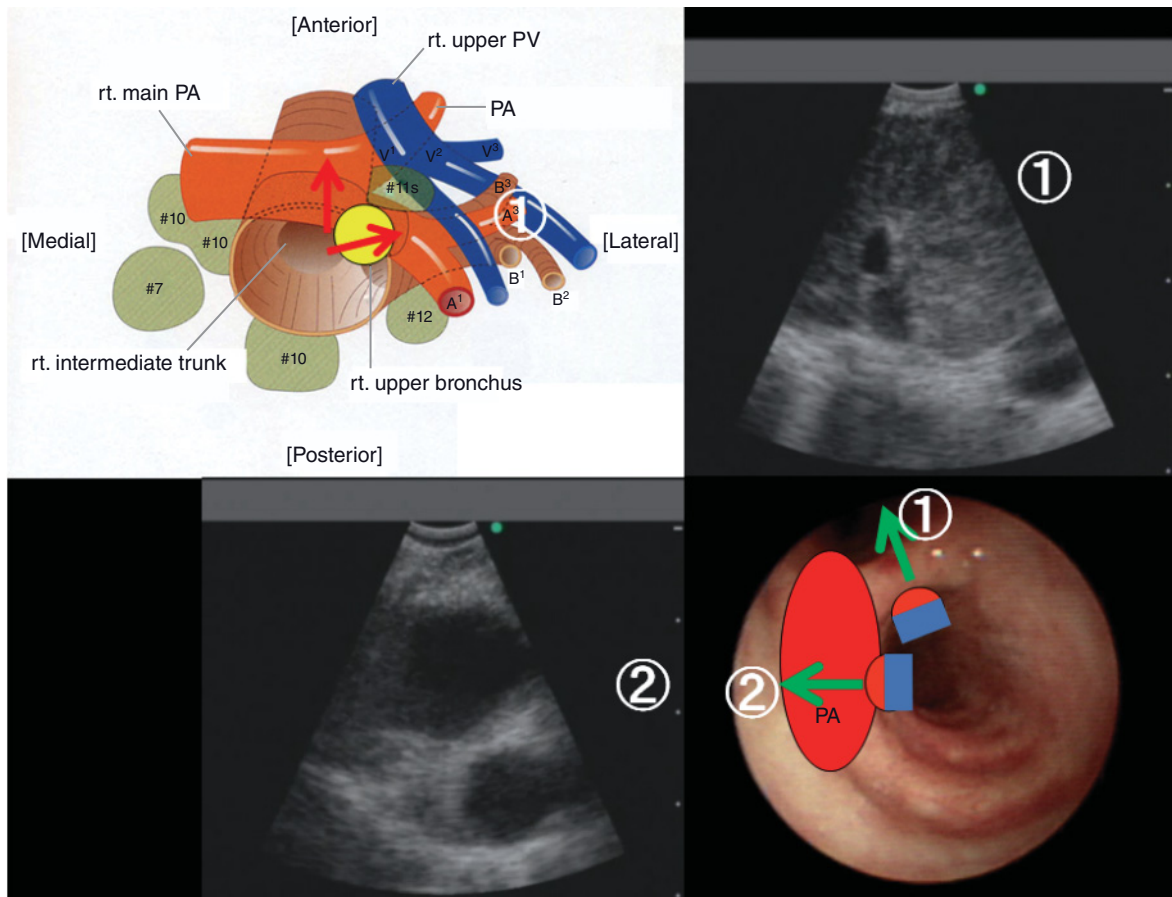 [Anterior]
rt. upper PV
rt. main PA
PA
V1
V2
V3
#11s
B3
A3
①
#10
[Medial]
#10
[Lateral]
#7
B1
B2
A1
#12
#10
rt. intermediate trunk
rt. upper bronchus
[Posterior]
①
②
①
②
PA